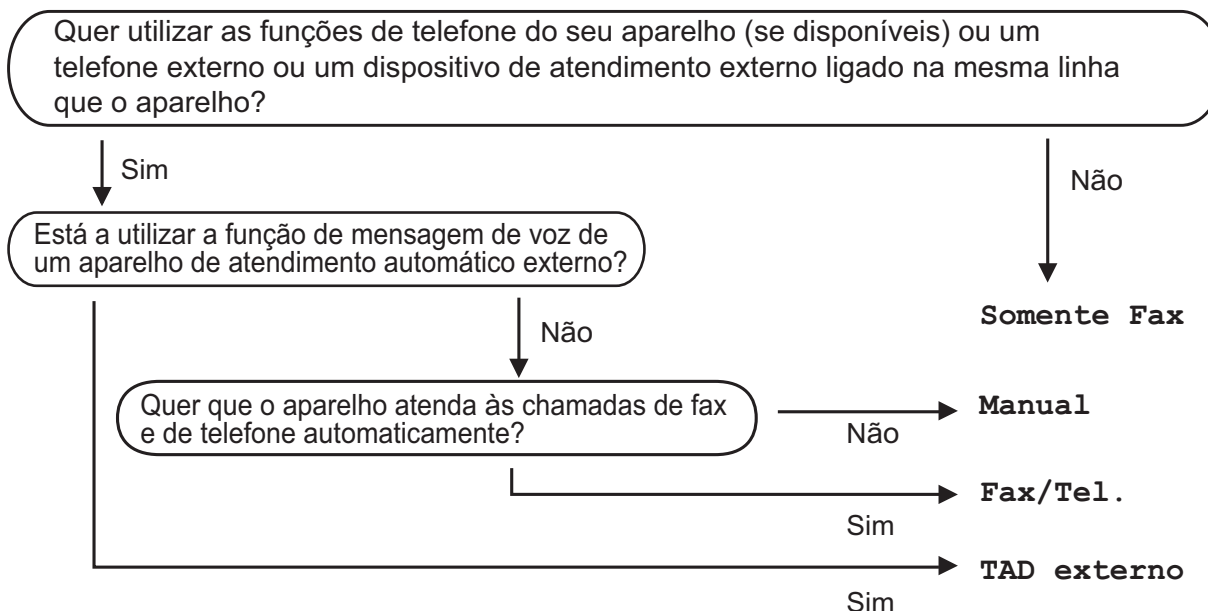 Quer utilizar as funções de telefone do seu aparelho (se disponíveis) ou um
telefone externo ou um dispositivo de atendimento externo ligado na mesma linha
que o aparelho?
Sim
Não
Está a utilizar a função de mensagem de voz de
um aparelho de atendimento automático externo?
Não
Somente Fax
Quer que o aparelho atenda às chamadas de fax
e de telefone automaticamente?
Não
Manual
Sim
Fax/Tel.
Sim
TAD externo